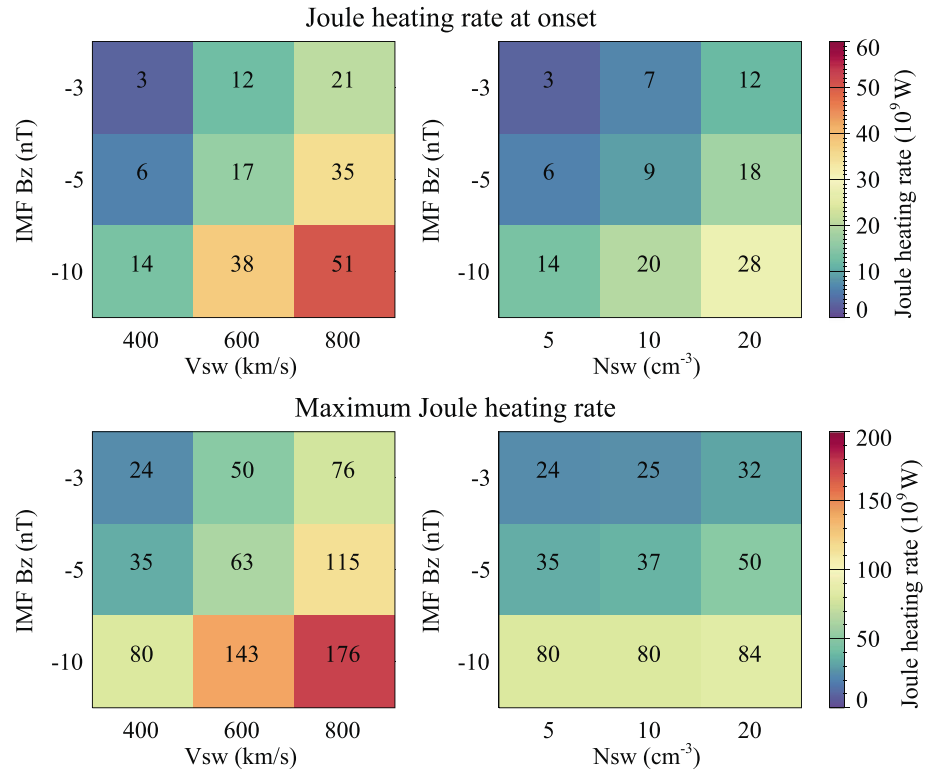 Joule heating rate at onset
IMF Bz (nT)
-3 3 12 21
-5 6 17 35
-10 14 38 51
400 600 800
Vsw (km/s)
IMF Bz (nT)
-3 3 7 12
-5 6 9 18
-10 14 20 28
5 10 20
Nsw (cm⁻³)
60
50
40
30
20
10
0
Joule heating rate (10⁹W)
Maximum Joule heating rate
IMF Bz (nT)
-3 24 50 76
-5 35 63 115
-10 80 143 176
400 600 800
Vsw (km/s)
IMF Bz (nT)
-3 24 25 32
-5 35 37 50
-10 80 80 84
5 10 20
Nsw (cm⁻³)
200
150
100
50
0
Joule heating rate (10⁹W)